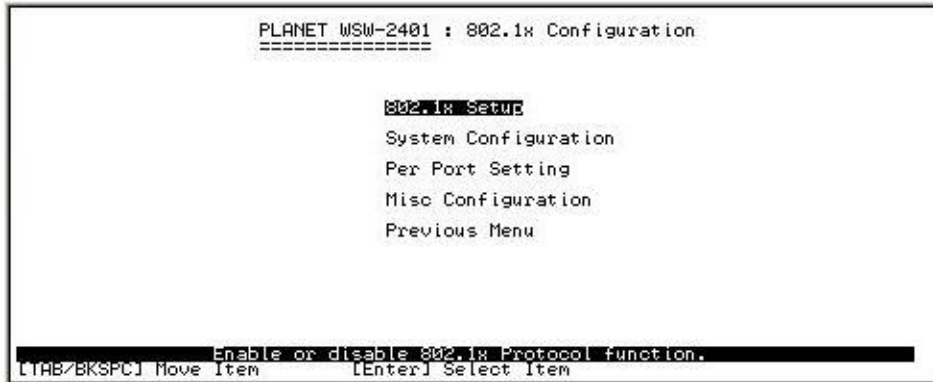 PLANET WSW-2401 : 802.1x Configuration
===============
802.1x Setup
System Configuration
Per Port Setting
Misc Configuration
Previous Menu
Enable or disable 802.1x Protocol function.
[TAB/BKSPC] Move Item [Enter] Select Item